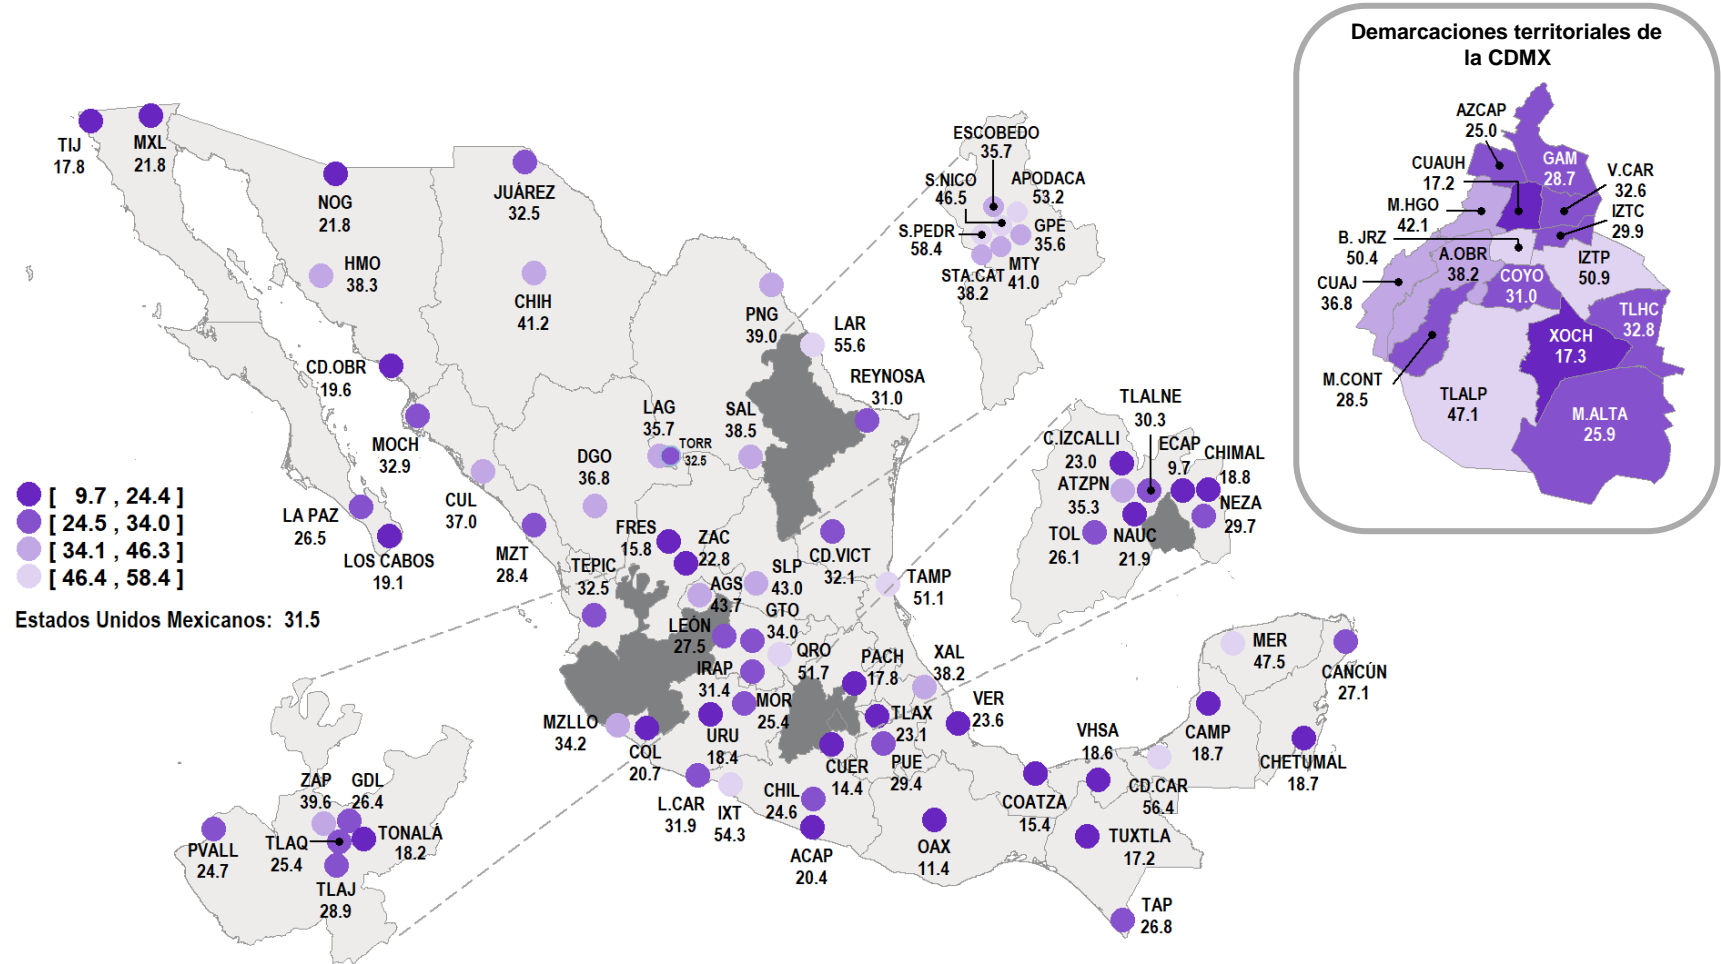 Demarcaciones territoriales de
la CDMX
AZCAP
25.0
GAM
28.7
CUAUH
17.2
V.CAR
32.6
M.HGO
42.1
IZTC
29.9
B. JRZ
50.4
A.OBR
38.2
IZTP
50.9
CUAJ
36.8
COYO
31.0
TLHC
32.8
XOCH
17.3
M.CONT
28.5
TLALP
47.1
M.ALTA
25.9
TIJ
17.8
MXL
21.8
NOG
21.8
JUÁREZ
32.5
HMO
38.3
CHIH
41.2
ESCOBEDO
35.7
S.NICO
46.5
APODACA
53.2
S.PEDR
58.4
GPE
35.6
STA.CAT
38.2
MTY
41.0
PNG
39.0
LAR
55.6
REYNOSA
31.0
CD.OBR
19.6
MOCH
32.9
LAG
35.7
TORR
32.5
SAL
38.5
DGO
36.8
CUL
37.0
LA PAZ
26.5
LOS CABOS
19.1
MZT
28.4
[ 9.7 , 24.4 ]
[ 24.5 , 34.0 ]
[ 34.1 , 46.3 ]
[ 46.4 , 58.4 ]
Estados Unidos Mexicanos: 31.5
TLALNE
30.3
C.IZCALLI
23.0
ECAP
9.7
CHIMAL
18.8
ATZPN
35.3
NEZA
29.7
TOL
26.1
NAUC
21.9
FRES
15.8
ZAC
22.8
CD.VICT
32.1
TEPIC
32.5
AGS
43.7
SLP
43.0
TAMP
51.1
LEÓN
27.5
GTO
34.0
QRO
51.7
IRAP
31.4
PACH
17.8
XAL
38.2
MER
47.5
CANCÚN
27.1
MZLLO
34.2
COL
20.7
URU
18.4
MOR
25.4
TLAX
23.1
VER
23.6
CUER
14.4
PUE
29.4
VHSA
18.6
CAMP
18.7
CHETUMAL
18.7
CD.CAR
56.4
L.CAR
31.9
IXT
54.3
CHIL
24.6
ACAP
20.4
OAX
11.4
COATZA
15.4
TUXTLA
17.2
TAP
26.8
ZAP
39.6
GDL
26.4
PVALL
24.7
TLAQ
25.4
TONALÁ
18.2
TLAJ
28.9